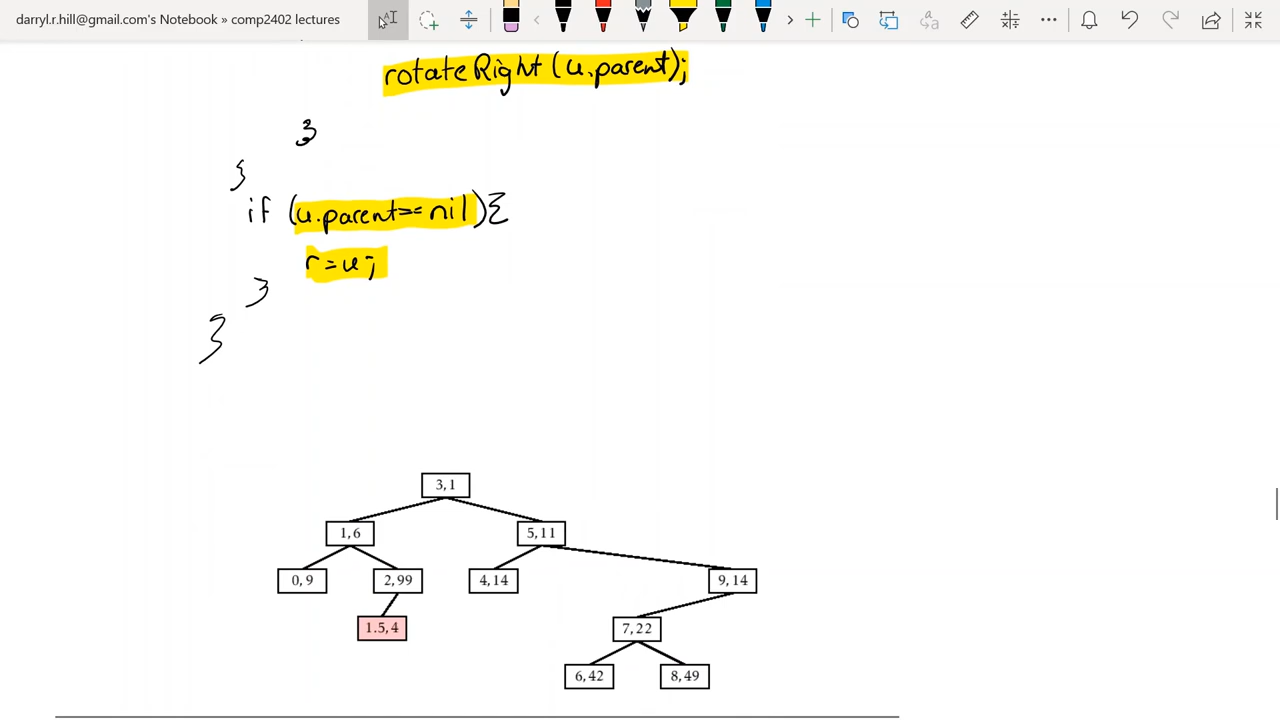 darryl.r.hill@gmail.com's Notebook » comp2402 lectures
rotateRight (u.parent);
}
}
if (u.parent== nil){
r=u;
}
}
3,1
1,6 5,11
0,9 2,99 4,14 9,14
1.5,4 7,22
6,42 8,49